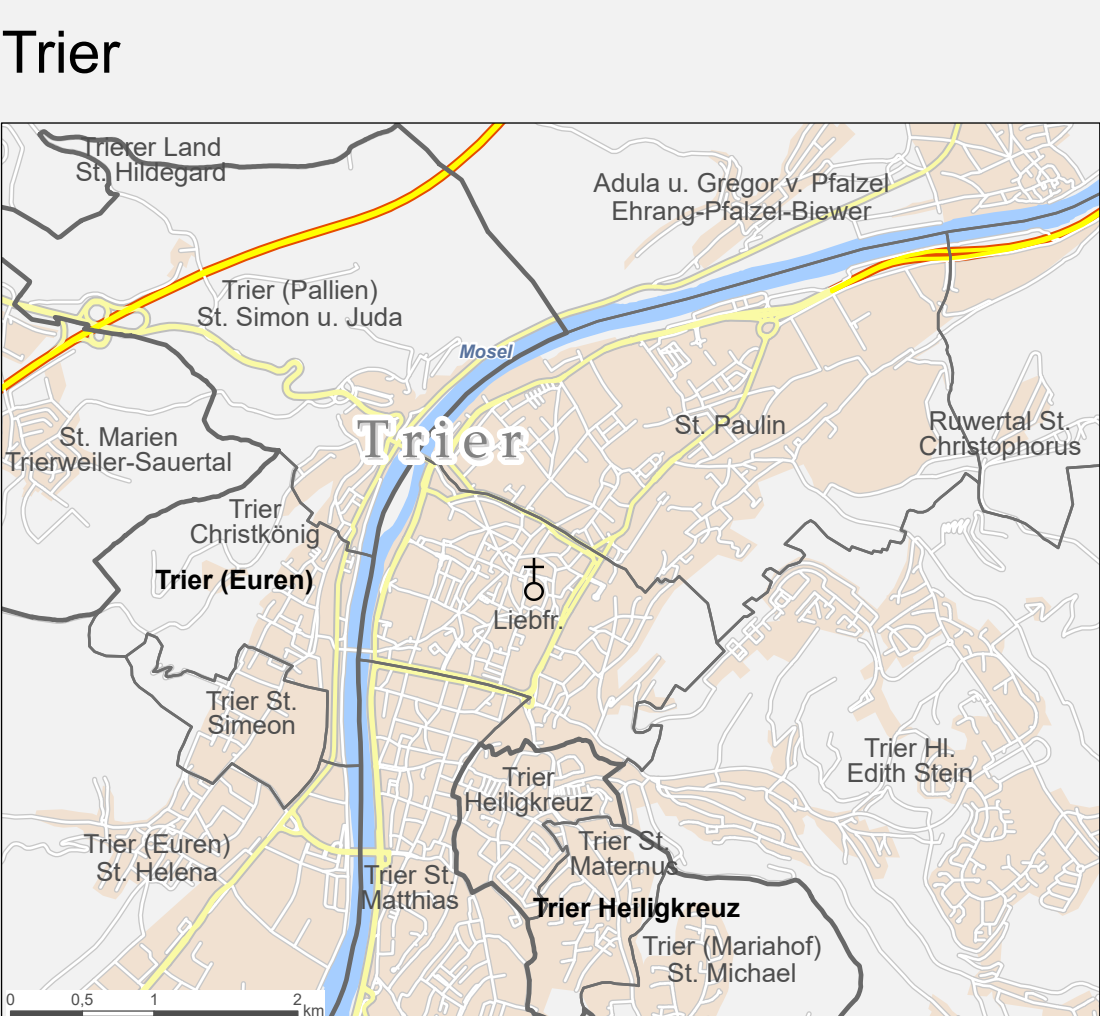 Trier
Trierer Land
St. Hildegard
Adula u. Gregor v. Pfalzel
Ehrang-Pfalzel-Biewer
Trier (Pallien)
St. Simon u. Juda
Mosel
Trier
St. Paulin
Ruwertal St.
Christophorus
St. Marien
Trierweiler-Sauertal
Trier
Christkönig
Trier (Euren)
Liebfr.
Trier St.
Simeon
Trier Hl.
Edith Stein
Trier
Heiligkreuz
Trier St.
Maternus
Trier (Euren)
St. Helena
Trier St.
Matthias
Trier Heiligkreuz
Trier (Mariahof)
St. Michael
0 0,5 1 2 km